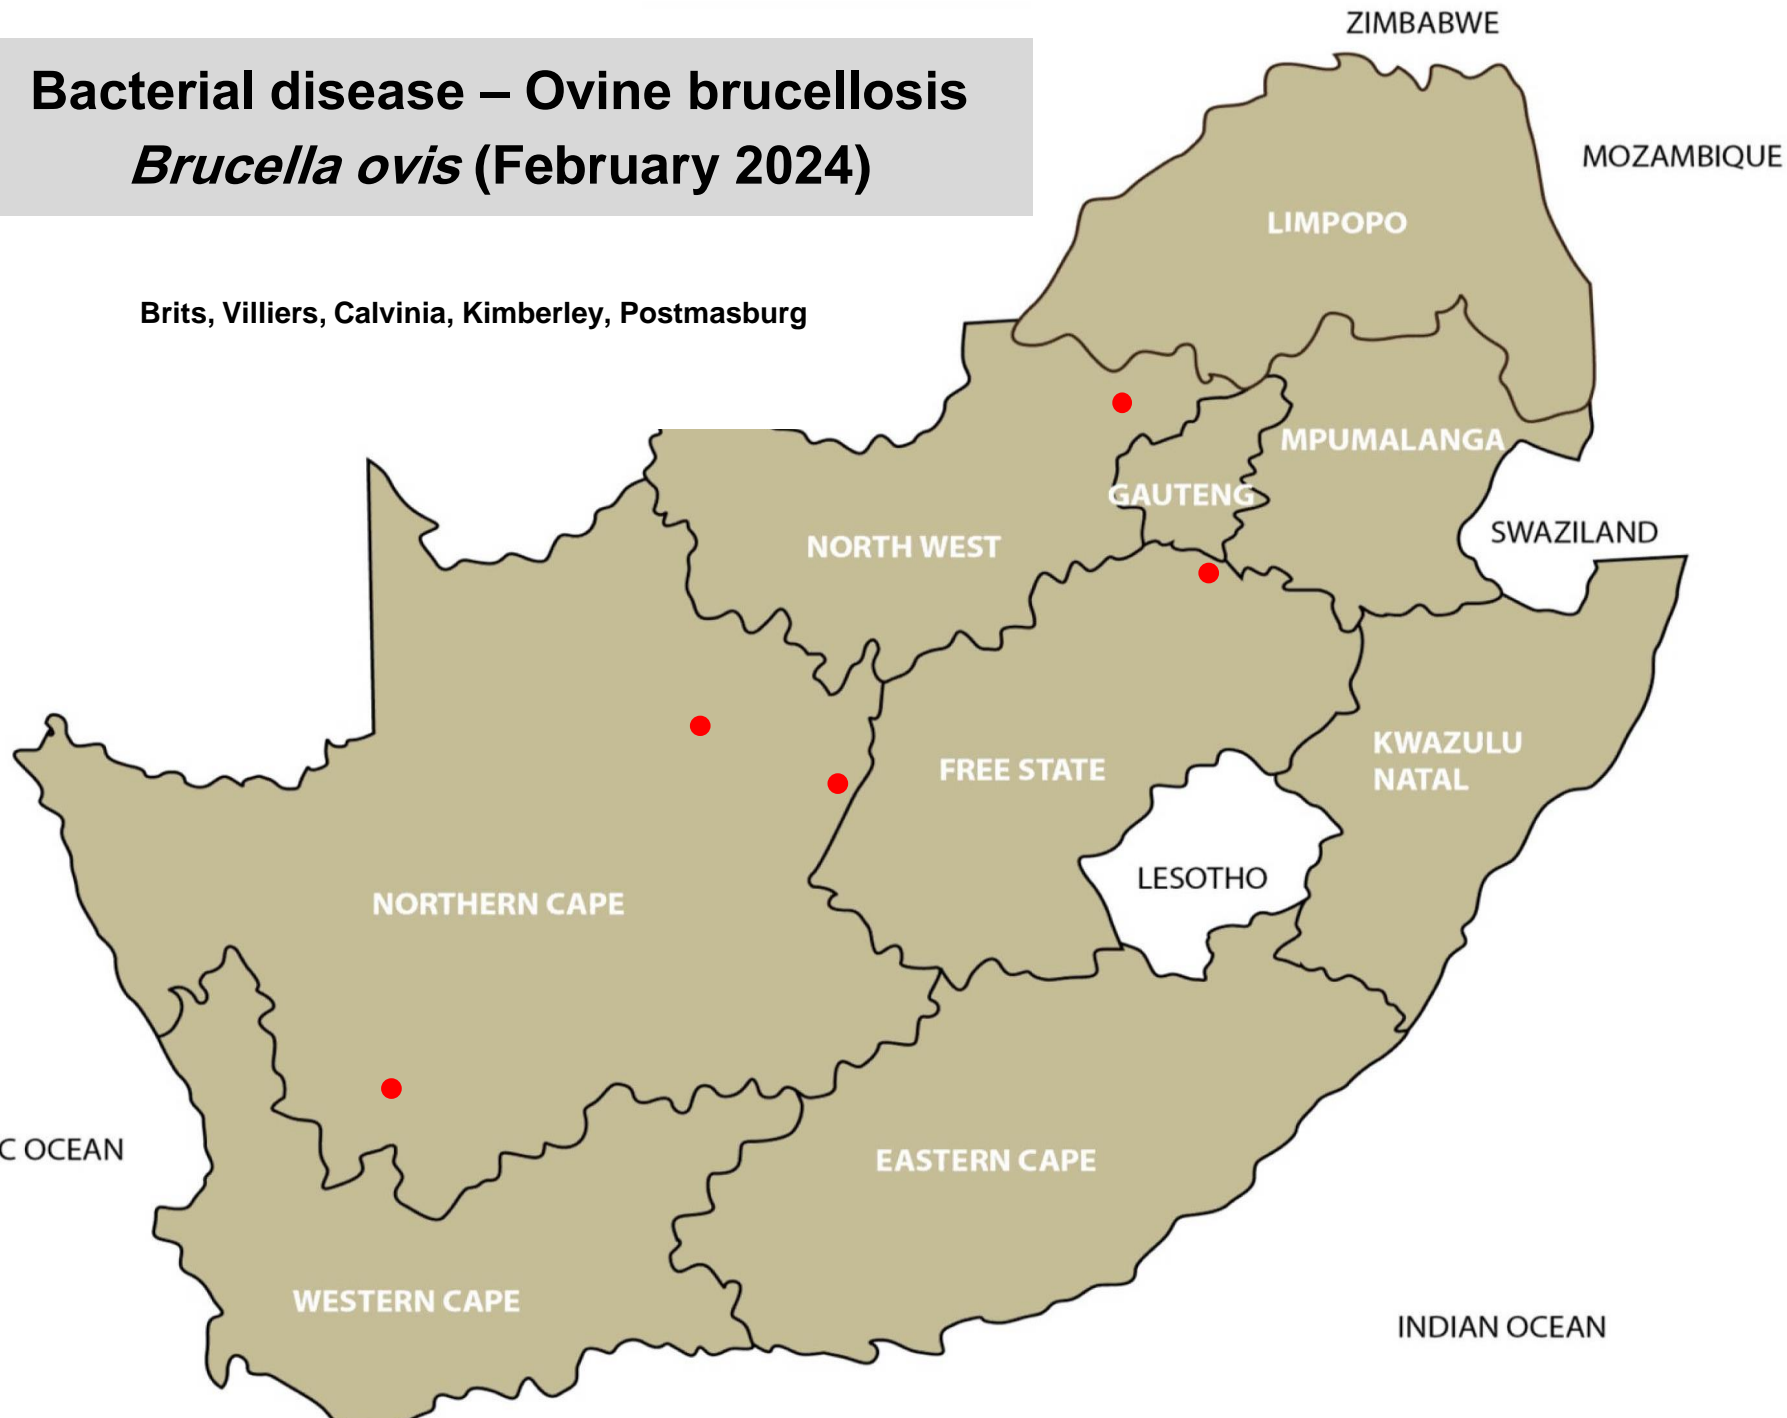 ZIMBABWE
Bacterial disease – Ovine brucellosis
Brucella ovis (February 2024)
MOZAMBIQUE
LIMPOPO
Brits, Villiers, Calvinia, Kimberley, Postmasburg
MPUMALANGA
GAUTENG
SWAZILAND
NORTH WEST
KWAZULU
NATAL
FREE STATE
LESOTHO
NORTHERN CAPE
C OCEAN
EASTERN CAPE
WESTERN CAPE
INDIAN OCEAN